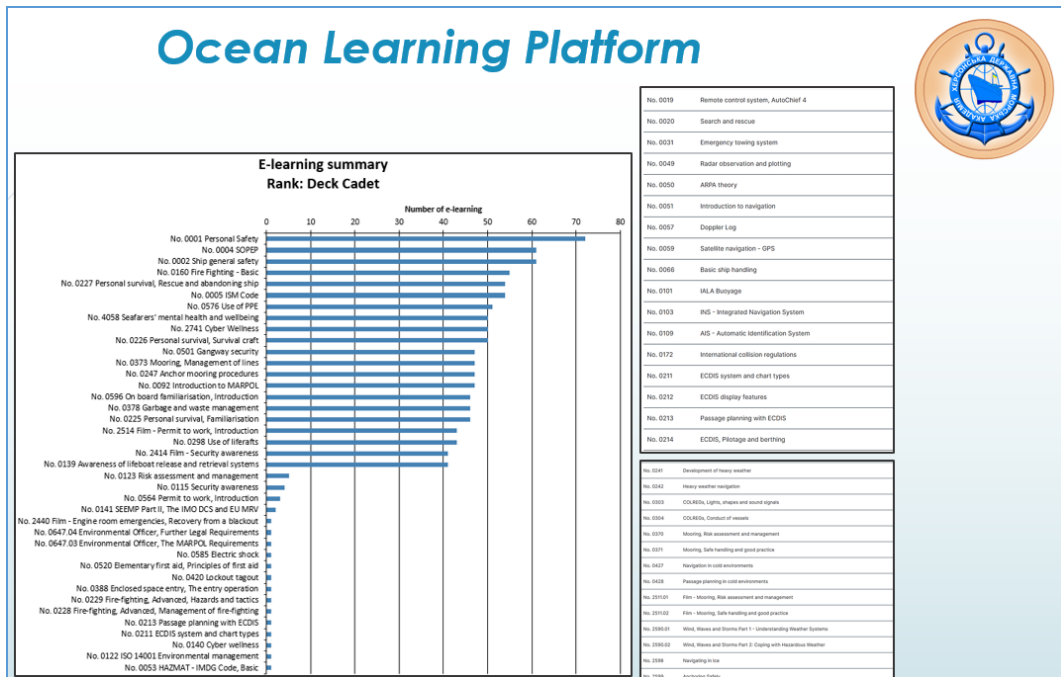 Ocean Learning Platform
ХЕРСОНСЬКА ДЕРЖАВНА МОРСЬКА АКАДЕМІЯ
E-learning summary
Rank: Deck Cadet
Number of e-learning
0 10 20 30 40 50 60 70 80
No. 0001 Personal Safety
No. 0004 SOPEP
No. 0002 Ship general safety
No. 0160 Fire Fighting - Basic
No. 0227 Personal survival, Rescue and abandoning ship
No. 0005 ISM Code
No. 0576 Use of PPE
No. 4058 Seafarers' mental health and wellbeing
No. 2741 Cyber Wellness
No. 0226 Personal survival, Survival craft
No. 0501 Gangway security
No. 0373 Mooring, Management of lines
No. 0247 Anchor mooring procedures
No. 0092 Introduction to MARPOL
No. 0596 On board familiarisation, Introduction
No. 0378 Garbage and waste management
No. 0225 Personal survival, Familiarisation
No. 2514 Film - Permit to work, Introduction
No. 0298 Use of liferafts
No. 2414 Film - Security awareness
No. 0139 Awareness of lifeboat release and retrieval systems
No. 0123 Risk assessment and management
No. 0115 Security awareness
No. 0564 Permit to work, Introduction
No. 0141 SEEMP Part II, The IMO DCS and EU MRV
No. 2440 Film - Engine room emergencies, Recovery from a blackout
No. 0647.04 Environmental Officer, Further Legal Requirements
No. 0647.03 Environmental Officer, The MARPOL Requirements
No. 0585 Electric shock
No. 0520 Elementary first aid, Principles of first aid
No. 0420 Lockout tagout
No. 0388 Enclosed space entry, The entry operation
No. 0229 Fire-fighting, Advanced, Hazards and tactics
No. 0228 Fire-fighting, Advanced, Management of fire-fighting
No. 0213 Passage planning with ECDIS
No. 0211 ECDIS system and chart types
No. 0140 Cyber wellness
No. 0122 ISO 14001 Environmental management
No. 0053 HAZMAT - IMDG Code, Basic
No. 0019 Remote control system, AutoChief 4
No. 0020 Search and rescue
No. 0031 Emergency towing system
No. 0049 Radar observation and plotting
No. 0050 ARPA theory
No. 0051 Introduction to navigation
No. 0057 Doppler Log
No. 0059 Satellite navigation - GPS
No. 0066 Basic ship handling
No. 0101 IALA Buoyage
No. 0103 INS - Integrated Navigation System
No. 0109 AIS - Automatic Identification System
No. 0172 International collision regulations
No. 0211 ECDIS system and chart types
No. 0212 ECDIS display features
No. 0213 Passage planning with ECDIS
No. 0214 ECDIS, Pilotage and berthing
No. 0241 Development of heavy weather
No. 0242 Heavy weather navigation
No. 0303 COLREGs, Lights, shapes and sound signals
No. 0304 COLREGs, Conduct of vessels
No. 0370 Mooring, Risk assessment and management
No. 0371 Mooring, Safe handling and good practice
No. 0427 Navigation in cold environments
No. 0428 Passage planning in cold environments
No. 2511.01 Film - Mooring, Risk assessment and management
No. 2511.02 Film - Mooring, Safe handling and good practice
No. 2590.01 Wind, Waves and Storms Part 1 - Understanding Weather Systems
No. 2590.02 Wind, Waves and Storms Part 2: Coping with Hazardous Weather
No. 2598 Navigating in Ice
No. 2599 Anchoring Safety